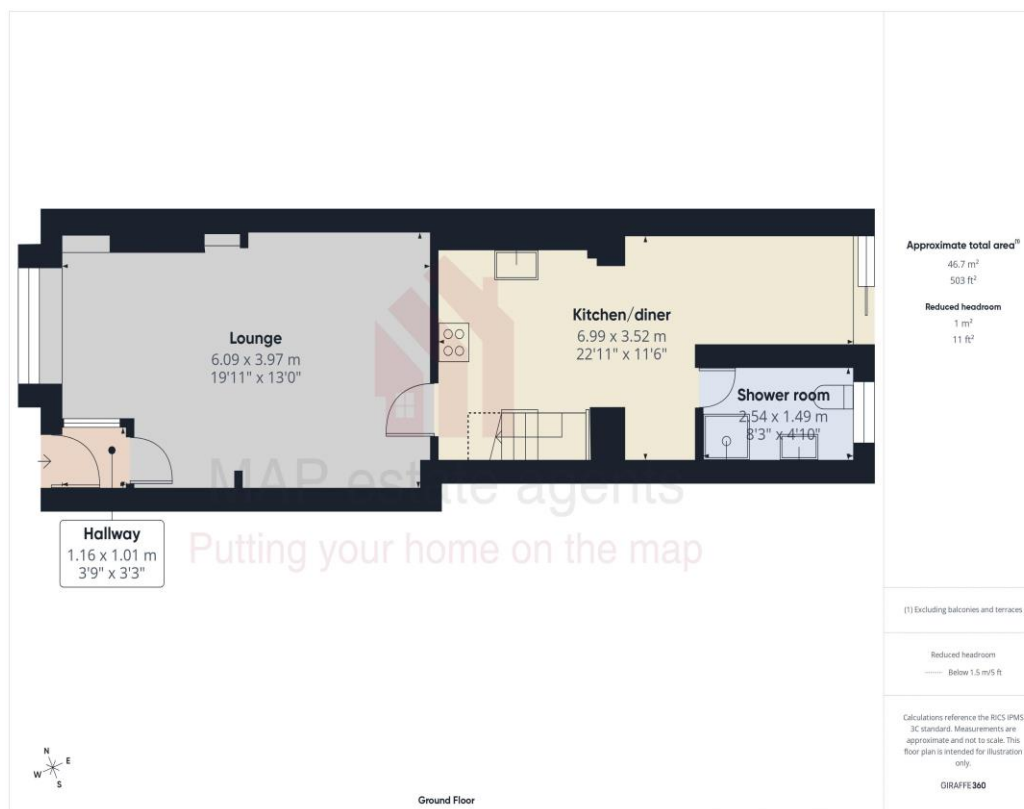 Lounge
6.09 x 3.97 m
19'11" x 13'0"
Kitchen/diner
6.99 x 3.52 m
22'11" x 11'6"
Shower room
2.54 x 1.49 m
8'3" x 4'10"
Hallway
1.16 x 1.01 m
3'9" x 3'3"
MAP estate agents
Putting your home on the map
N
E
W
S
Ground Floor
Approximate total area(1)
46.7 m²
503 ft²
Reduced headroom
1 m²
11 ft²
(1) Excluding balconies and terraces
Reduced headroom
Below 1.5 m/5 ft
Calculations reference the RICS IPMS
3C standard. Measurements are
approximate and not to scale. This
floor plan is intended for illustration
only.
GIRAFFE360